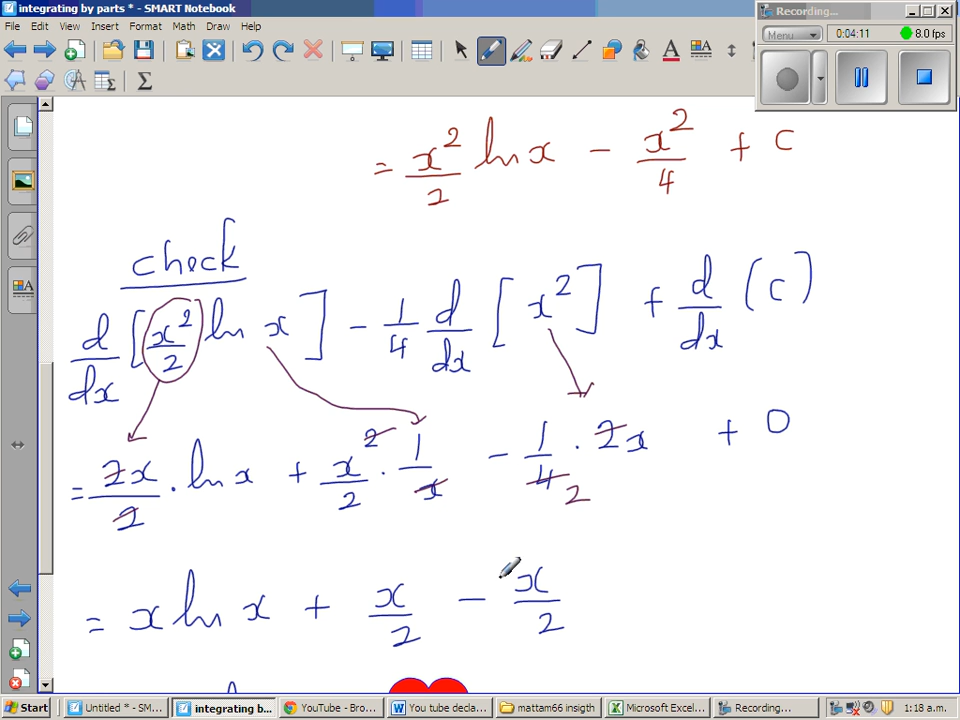 integrating by parts * - SMART Notebook
Recording...
File Edit View Insert Format Tools Math Draw Help
Menu 0:04:11 8.0 fps
= x²/2 ln x - x²/4 + C
check
d/dx [x²/2 ln x] - 1/4 d/dx [x²] + d/dx (C)
= 2x/2 · ln x + x²/2 · 1/x - 1/4 · 2x + 0
2
= x ln x + x/2 - x/2
Start Untitled * - SM... integrating b... YouTube - Bro... You tube decla... mattam66 insigth Microsoft Excel... Recording... 1:18 a.m.